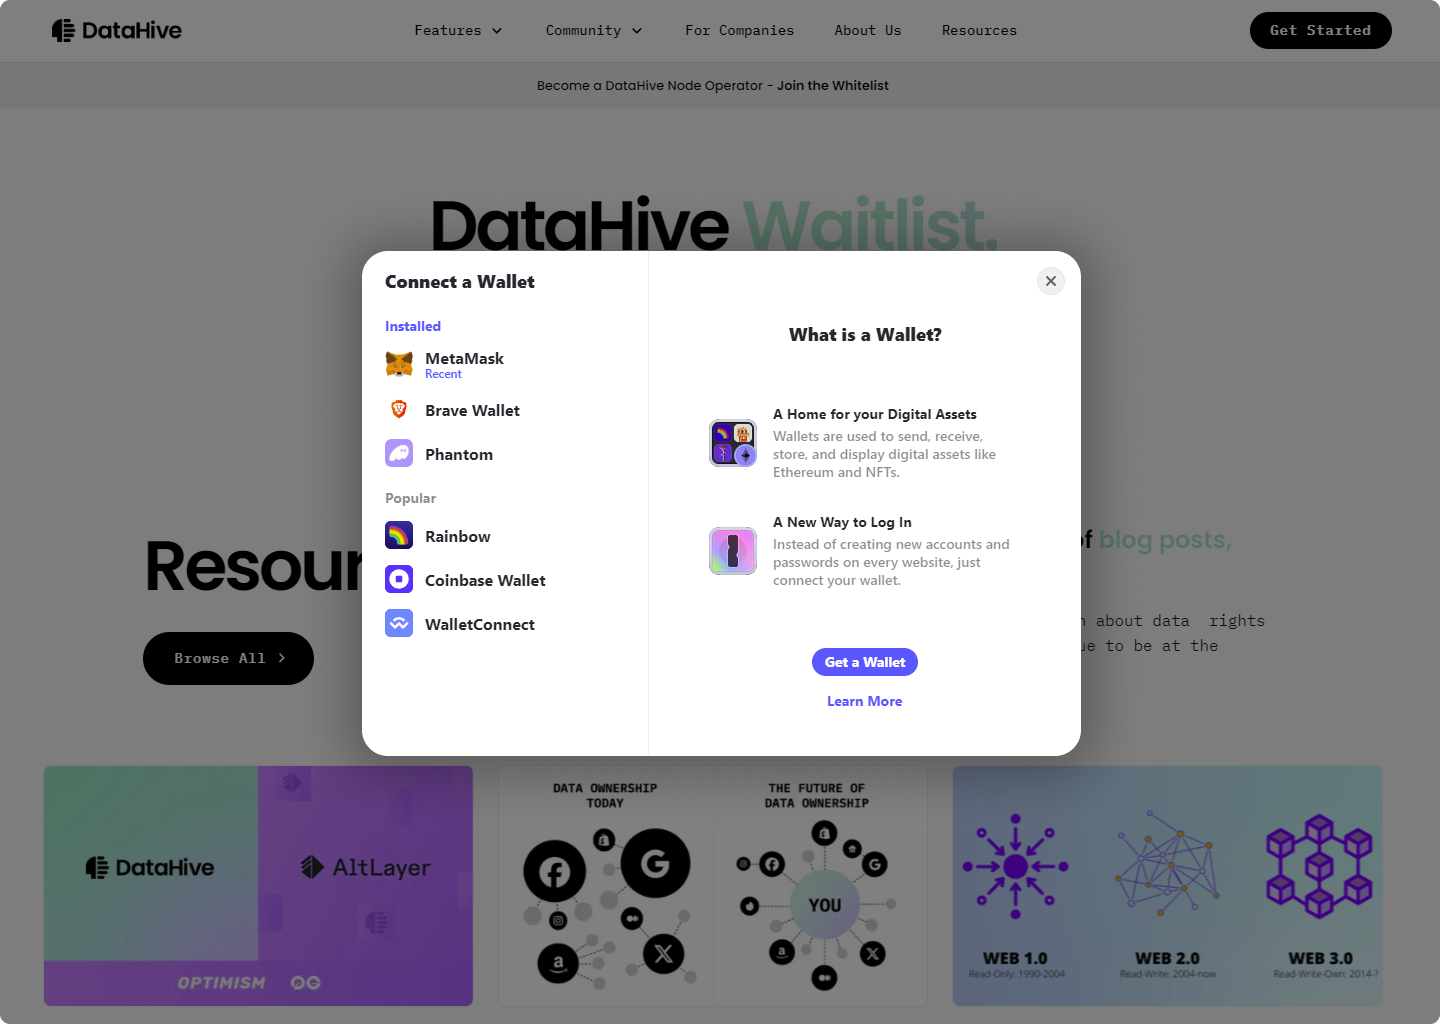 DataHive
Features
Community
For Companies
About Us
Resources
Get Started
Become a DataHive Node Operator - Join the Whitelist
DataHive Waitlist.
Connect a Wallet
Installed
MetaMask
Recent
Brave Wallet
Phantom
Popular
Rainbow
Coinbase Wallet
WalletConnect
What is a Wallet?
A Home for your Digital Assets
Wallets are used to send, receive,
store, and display digital assets like
Ethereum and NFTs.
A New Way to Log In
Instead of creating new accounts and
passwords on every website, just
connect your wallet.
Get a Wallet
Learn More
Resour
Browse All
of blog posts,
about data rights
to be at the
DataHive
AltLayer
OPTIMISM
DATA OWNERSHIP
TODAY
THE FUTURE OF
DATA OWNERSHIP
YOU
WEB 1.0
Read-Only: 1990-2004
WEB 2.0
Read-Write: 2004-now
WEB 3.0
Read-Write-Own: 2014-?